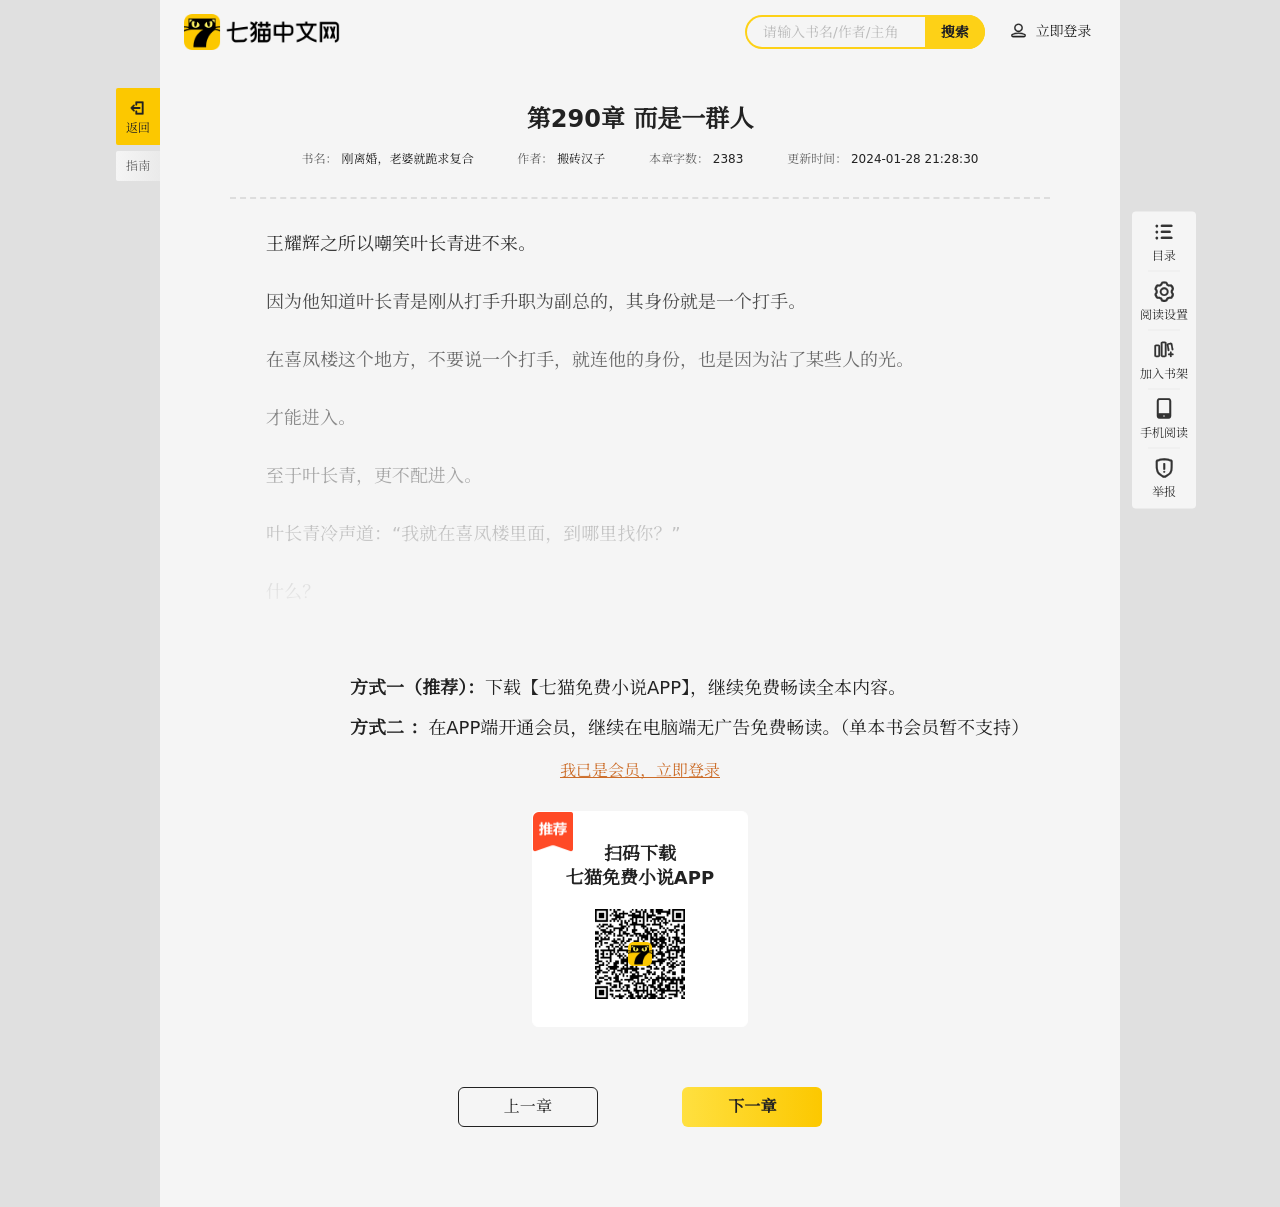 七猫中文网
请输入书名/作者/主角
搜索
立即登录
返回
指南
第290章 而是一群人
书名： 刚离婚，老婆就跪求复合 作者： 搬砖汉子 本章字数： 2383 更新时间： 2024-01-28 21:28:30
王耀辉之所以嘲笑叶长青进不来。
因为他知道叶长青是刚从打手升职为副总的，其身份就是一个打手。
在喜凤楼这个地方，不要说一个打手，就连他的身份，也是因为沾了某些人的光。
才能进入。
至于叶长青，更不配进入。
叶长青冷声道：“我就在喜凤楼里面，到哪里找你？”
什么？
目录
阅读设置
加入书架
手机阅读
举报
方式一（推荐）：下载【七猫免费小说APP】，继续免费畅读全本内容。
方式二 ：在APP端开通会员，继续在电脑端无广告免费畅读。（单本书会员暂不支持）
我已是会员，立即登录
推荐
扫码下载
七猫免费小说APP
上一章
下一章